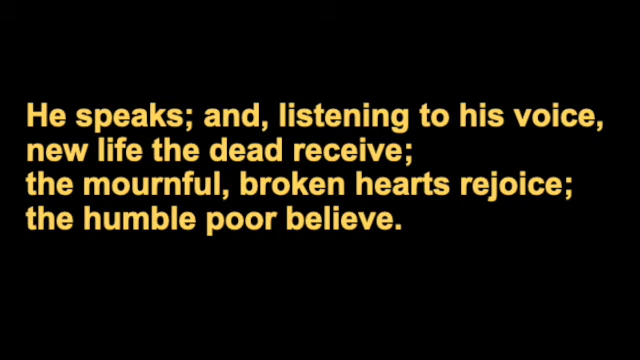 He speaks; and, listening to his voice,
new life the dead receive;
the mournful, broken hearts rejoice;
the humble poor believe.